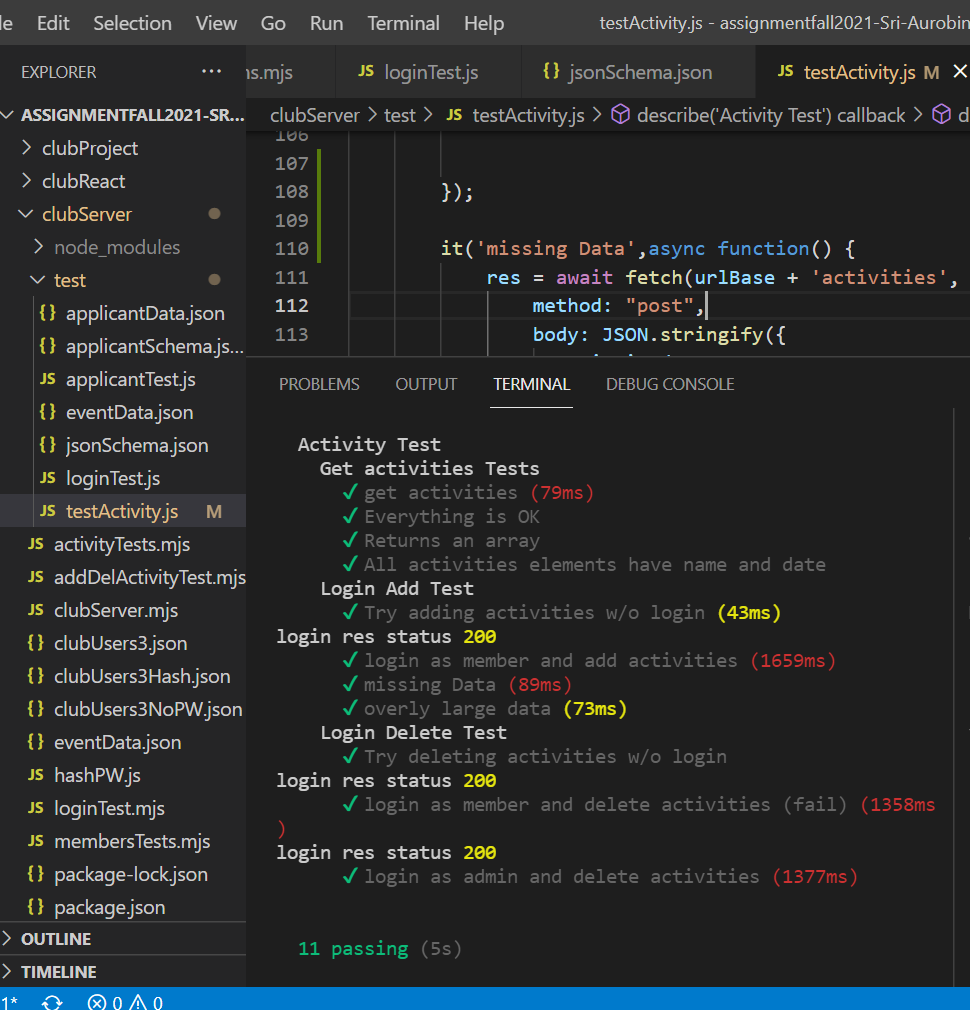 Edit Selection View Go Run Terminal Help testActivity.js - assignmentfall2021-Sri-Aurobin
EXPLORER ···
ns.mjs JS loginTest.js {} jsonSchema.json JS testActivity.js M
ASSIGNMENTFALL2021-SR...
clubServer > test > JS testActivity.js > describe('Activity Test') callback > d
clubProject
clubReact
clubServer
node_modules
test
{} applicantData.json
{} applicantSchema.js...
JS applicantTest.js
{} eventData.json
{} jsonSchema.json
JS loginTest.js
JS testActivity.js M
JS activityTests.mjs
JS addDelActivityTest.mjs
JS clubServer.mjs
{} clubUsers3.json
{} clubUsers3Hash.json
{} clubUsers3NoPW.json
{} eventData.json
JS hashPW.js
JS loginTest.mjs
JS membersTests.mjs
{} package-lock.json
{} package.json
OUTLINE
TIMELINE
106
107
108 });
109
110 it('missing Data',async function() {
111 res = await fetch(urlBase + 'activities',
112 method: "post",
113 body: JSON.stringify({
PROBLEMS OUTPUT TERMINAL DEBUG CONSOLE
Activity Test
Get activities Tests
✓ get activities (79ms)
✓ Everything is OK
✓ Returns an array
✓ All activities elements have name and date
Login Add Test
✓ Try adding activities w/o login (43ms)
login res status 200
✓ login as member and add activities (1659ms)
✓ missing Data (89ms)
✓ overly large data (73ms)
Login Delete Test
✓ Try deleting activities w/o login
login res status 200
✓ login as member and delete activities (fail) (1358ms
)
login res status 200
✓ login as admin and delete activities (1377ms)
11 passing (5s)
1* 0 0